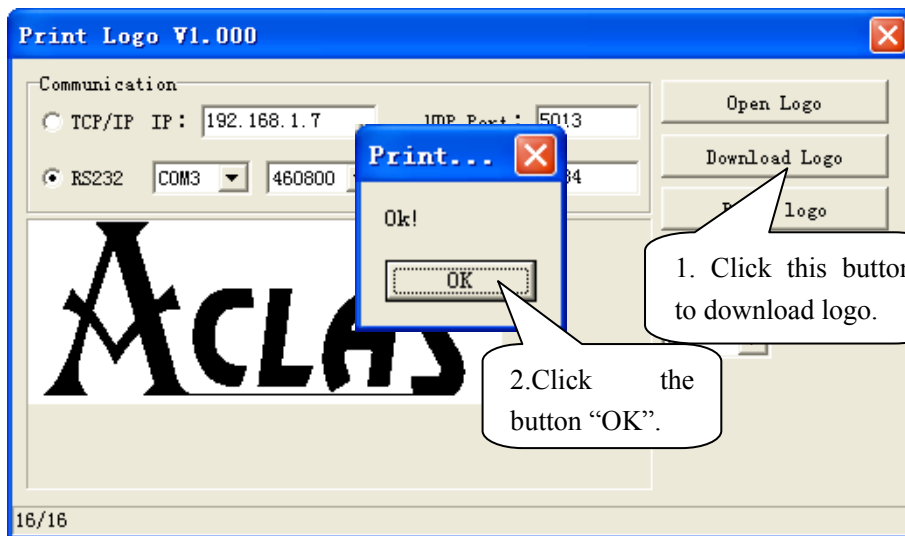 Print Logo V1.000
Communication
TCP/IP IP: 192.168.1.7 UDP Port: 5013
RS232 COM3 460800 34
Open Logo
Download Logo
logo
Print...
Ok!
OK
ACLAS
1. Click this button
to download logo.
2.Click the
button “OK”.
16/16